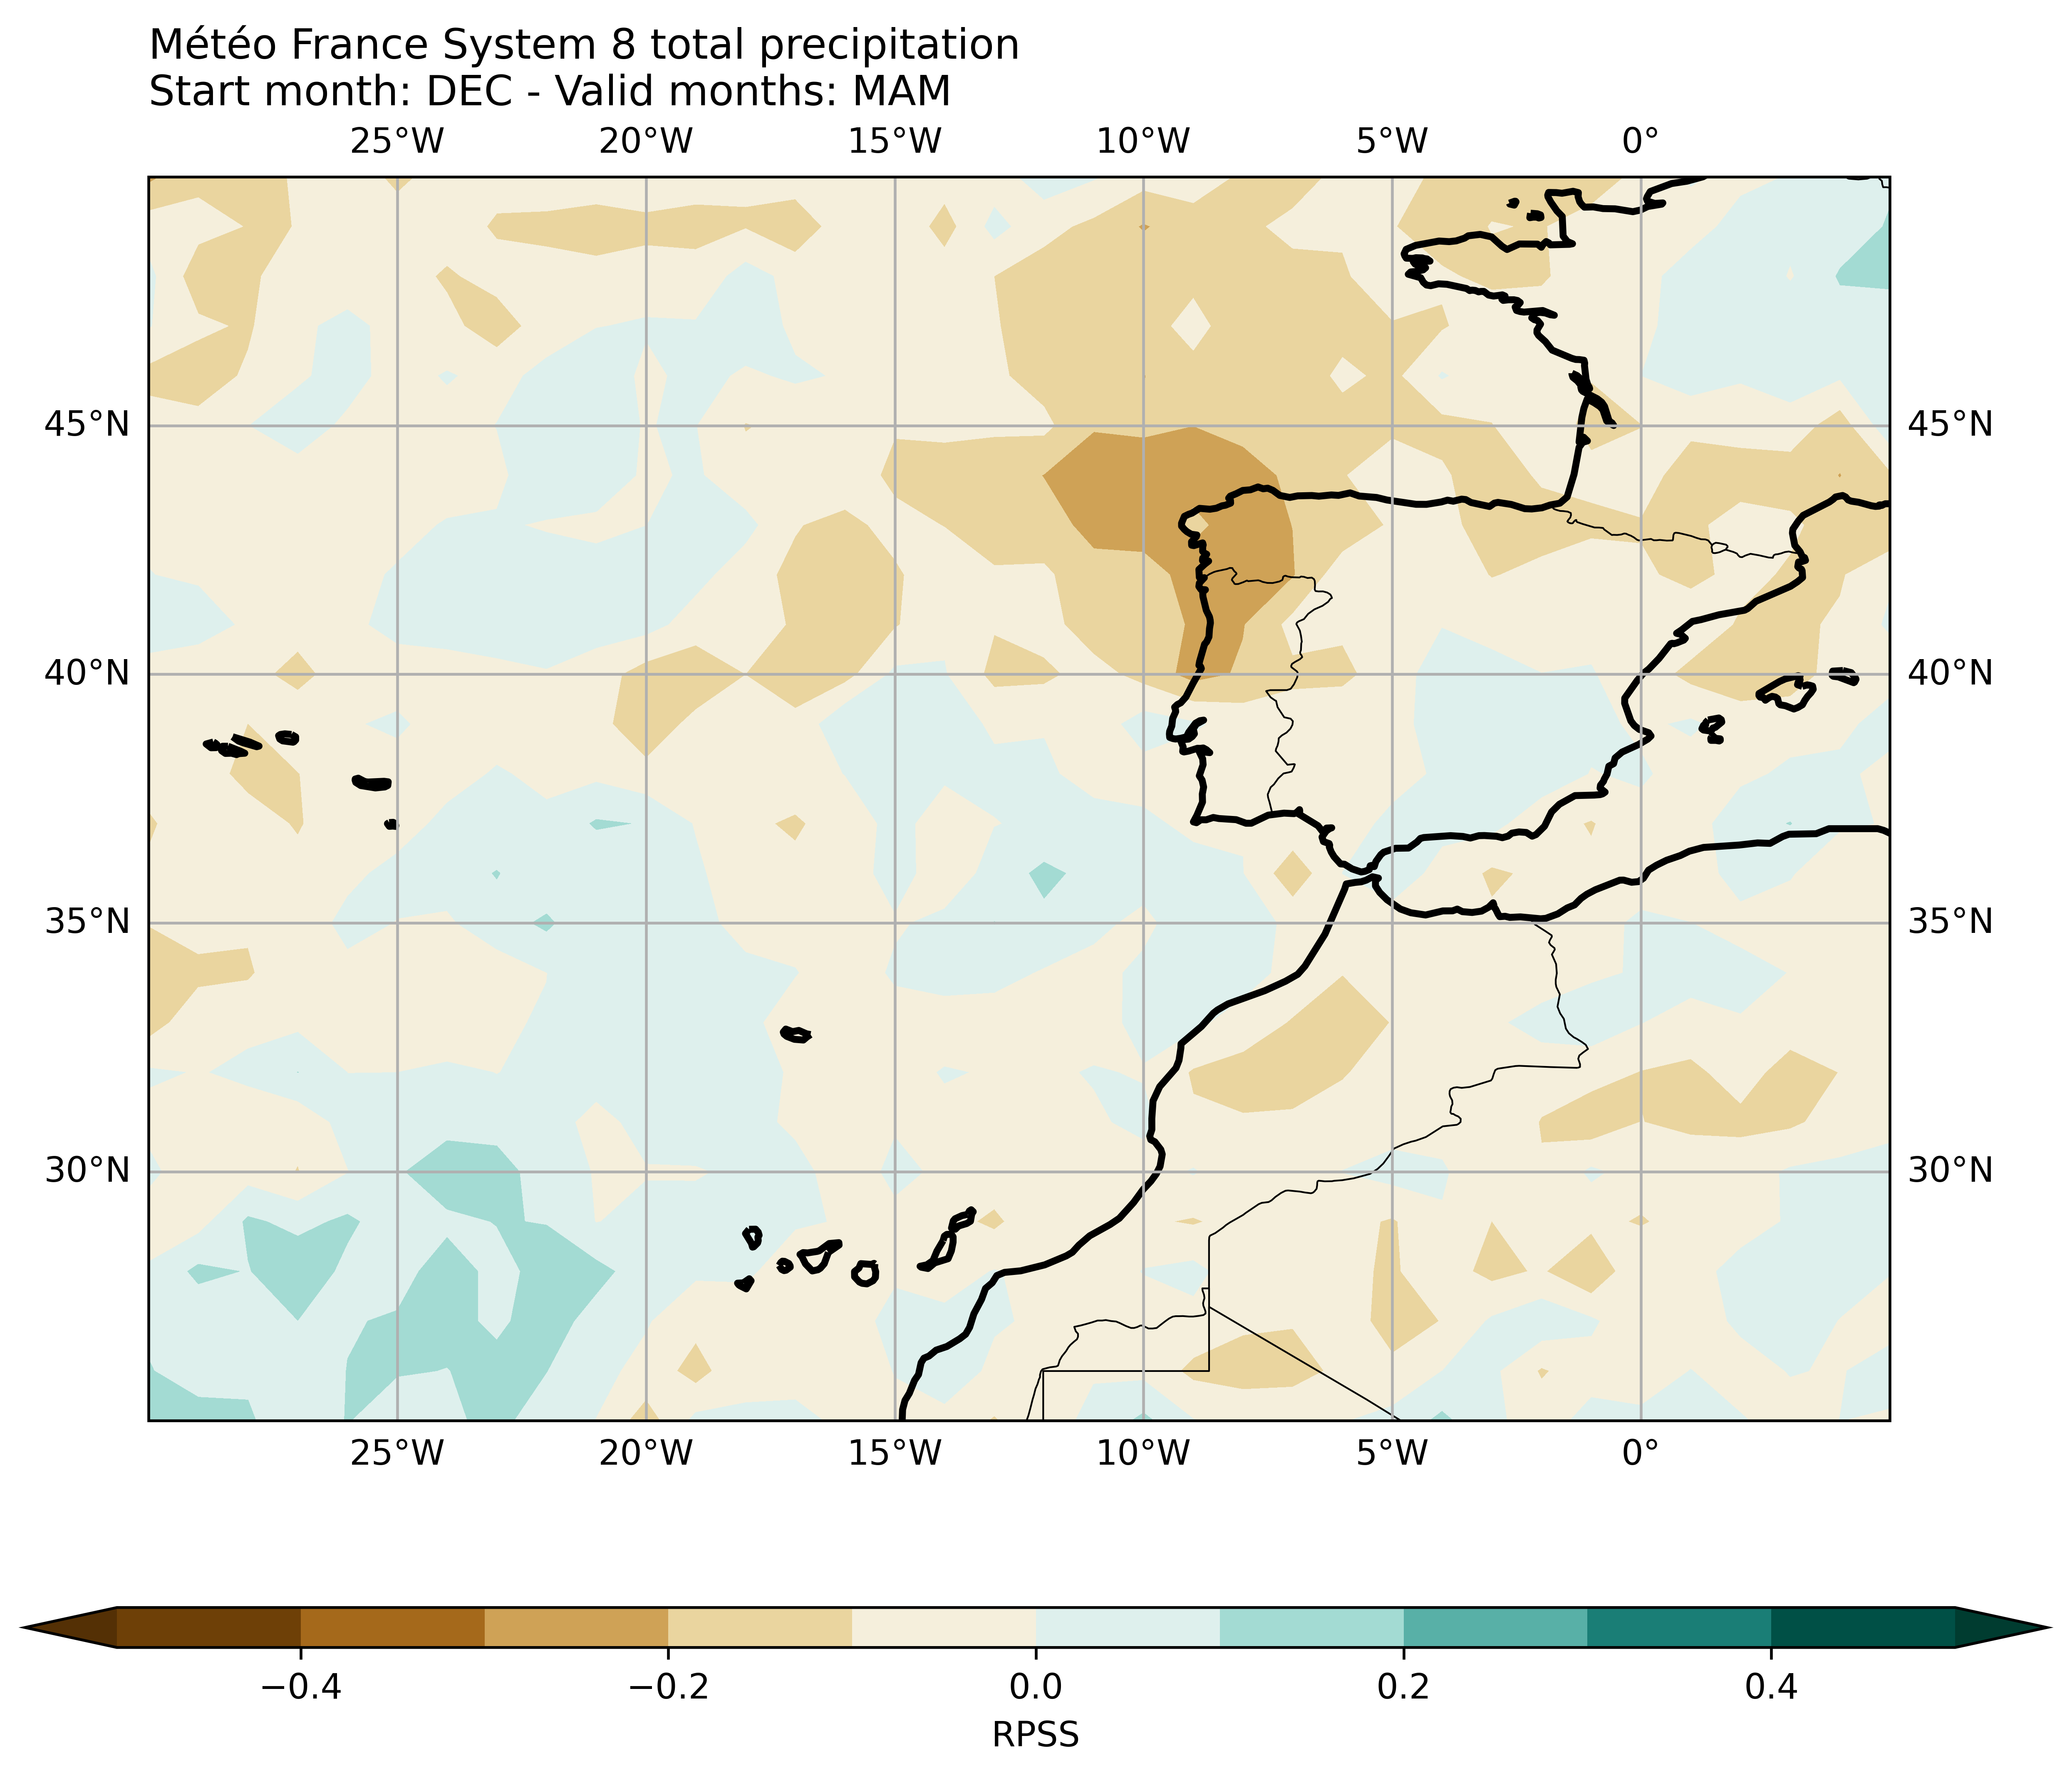 Météo France System 8 total precipitation
Start month: DEC - Valid months: MAM
25°W 20°W 15°W 10°W 5°W 0°
45°N 45°N
40°N 40°N
35°N 35°N
30°N 30°N
25°W 20°W 15°W 10°W 5°W 0°
−0.4 −0.2 0.0 0.2 0.4
RPSS